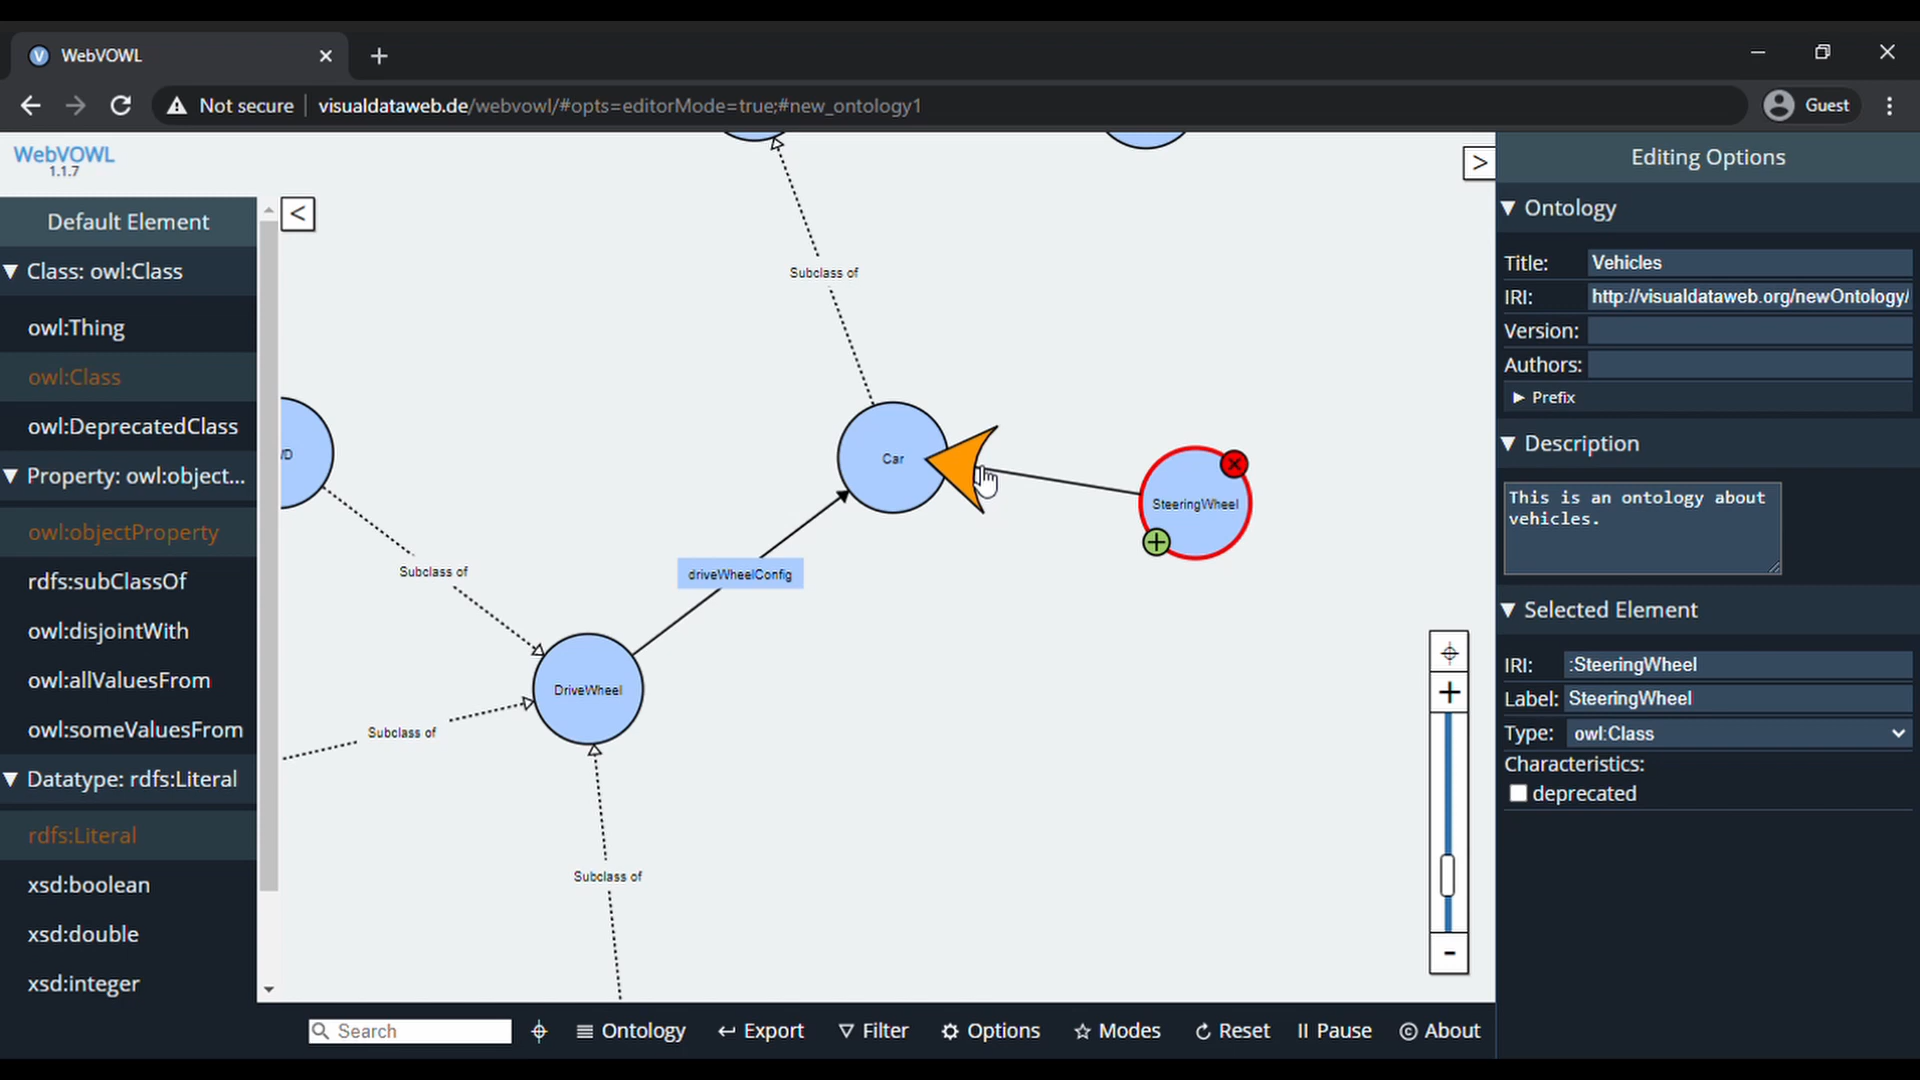 WebVOWL
Not secure
visualdataweb.de/webvowl/#opts=editorMode=true;#new_ontology1
Guest
WebVOWL
1.1.7
<
>
Default Element
Class: owl:Class
owl:Thing
owl:Class
owl:DeprecatedClass
Property: owl:object...
owl:objectProperty
rdfs:subClassOf
owl:disjointWith
owl:allValuesFrom
owl:someValuesFrom
Datatype: rdfs:Literal
rdfs:Literal
xsd:boolean
xsd:double
xsd:integer
Subclass of
Car
SteeringWheel
driveWheelConfig
Subclass of
DriveWheel
Subclass of
Subclass of
+
-
Editing Options
Ontology
Title: Vehicles
IRI: http://visualdataweb.org/newOntology/
Version:
Authors:
Prefix
Description
This is an ontology about
vehicles.
Selected Element
IRI: :SteeringWheel
Label: SteeringWheel
Type: owl:Class
Characteristics:
deprecated
Search
Ontology
Export
Filter
Options
Modes
Reset
Pause
© About